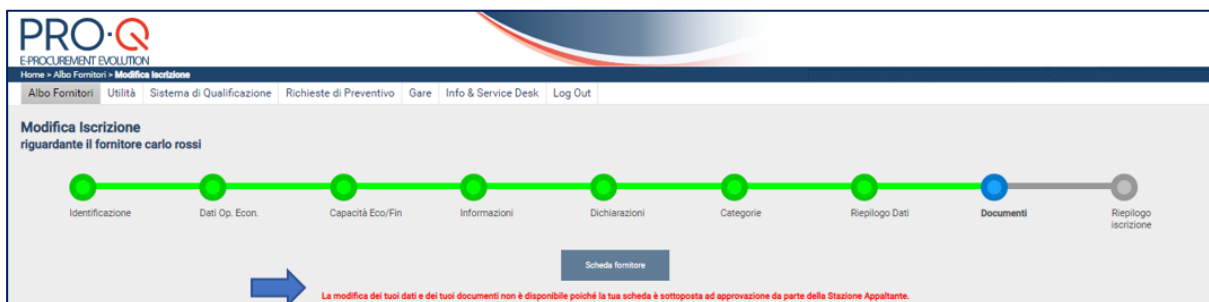 PRO·Q
E-PROCUREMENT EVOLUTION
Home > Albo Fornitori > Modifica Iscrizione
Albo Fornitori Utilità Sistema di Qualificazione Richieste di Preventivo Gare Info & Service Desk Log Out
Modifica Iscrizione
riguardante il fornitore carlo rossi
Identificazione Dati Op. Econ. Capacità Eco/Fin Informazioni Dichiarazioni Categorie Riepilogo Dati Documenti Riepilogo
iscrizione
Scheda fornitore
La modifica dei tuoi dati e dei tuoi documenti non è disponibile poiché la tua scheda è sottoposta ad approvazione da parte della Stazione Appaltante.